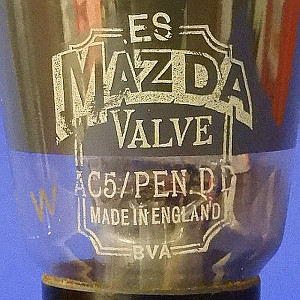 ES
MAZDA
VALVE
W AC5/PEN.DD
MADE IN ENGLAND
BVA